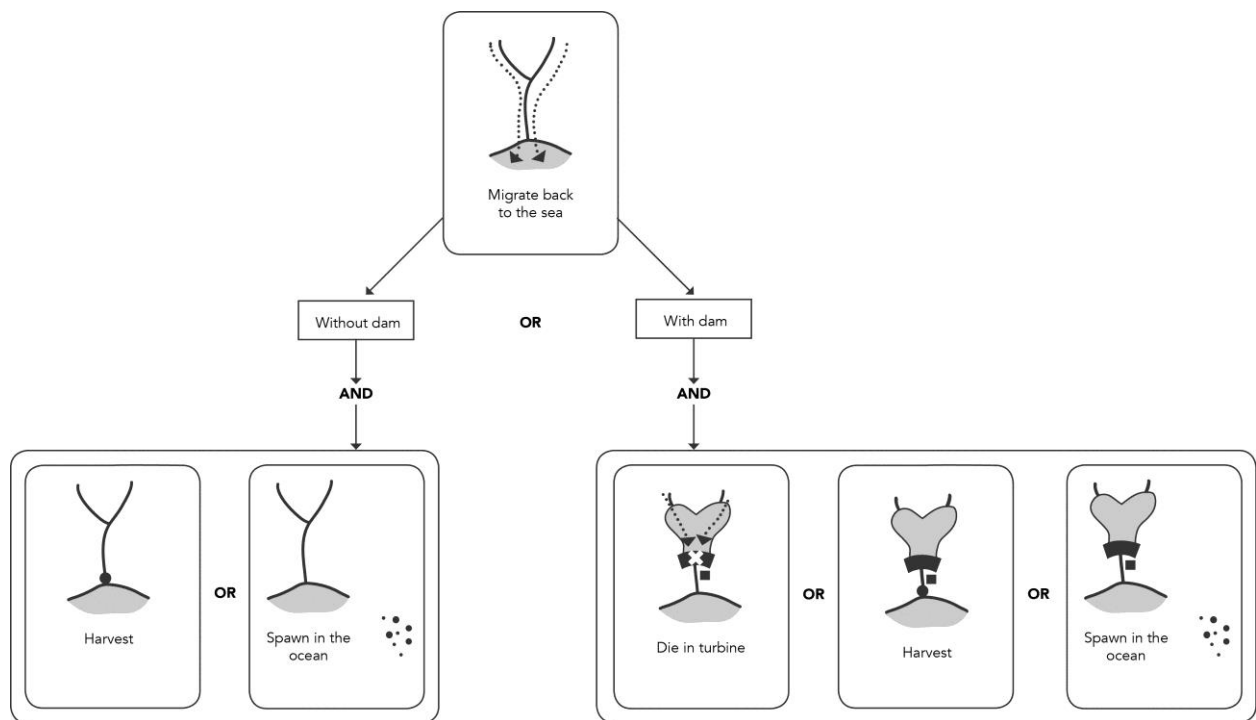 Migrate back
to the sea
Without dam
OR
With dam
AND
AND
Harvest
OR
Spawn in the
ocean
Die in turbine
OR
Harvest
OR
Spawn in the
ocean